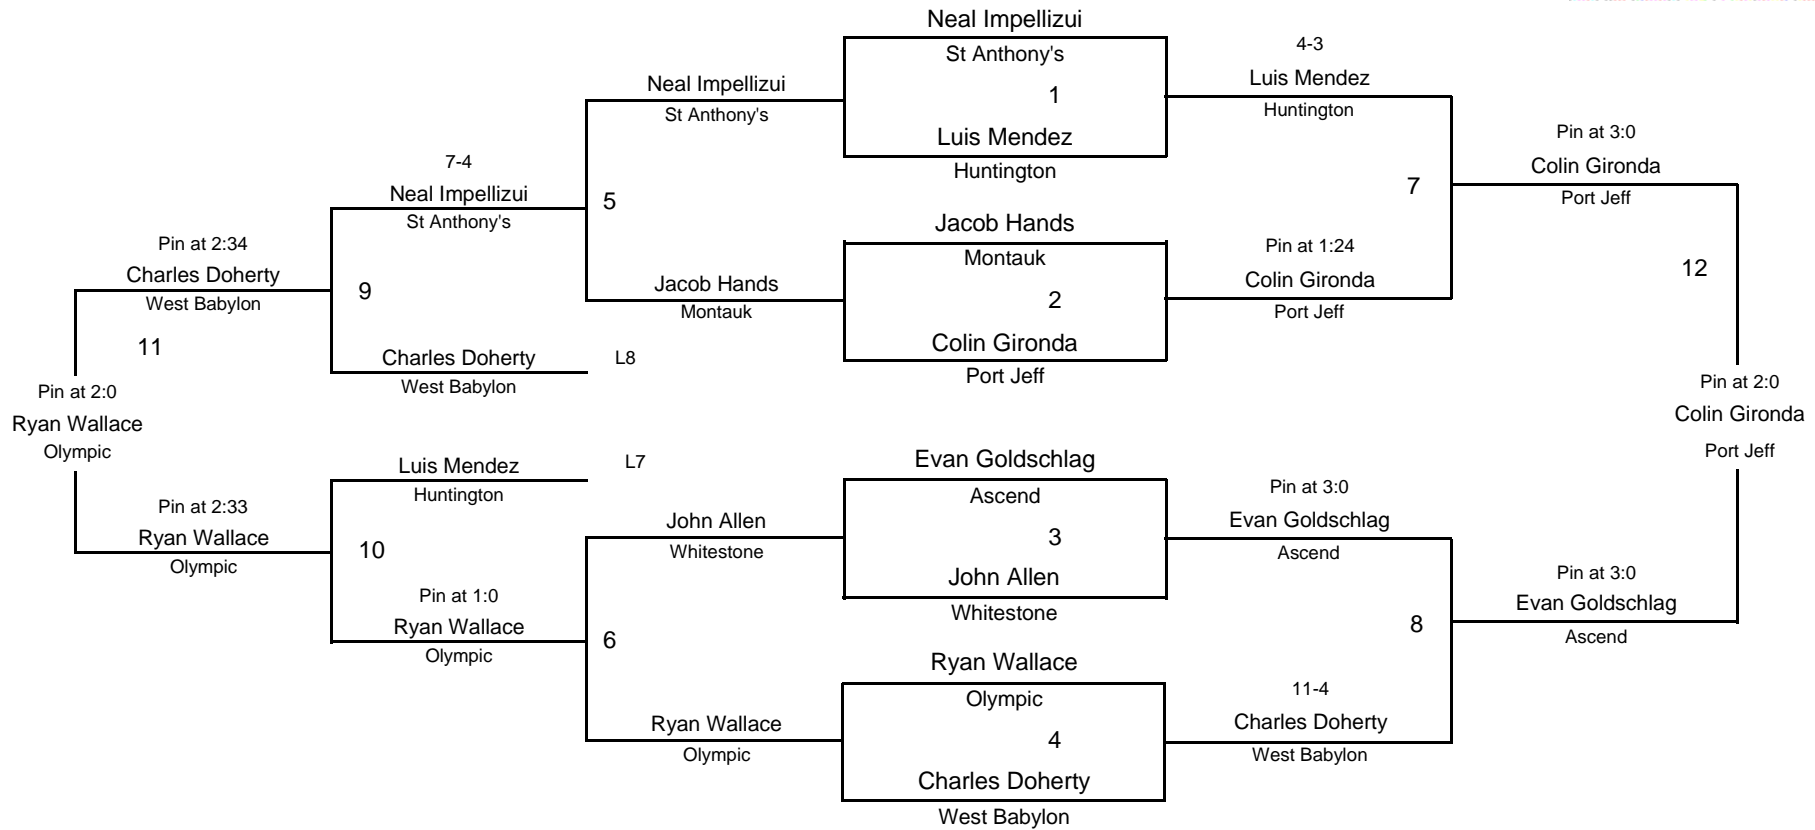 Neal Impellizui
St Anthony's
1
Luis Mendez
Huntington
4-3
Luis Mendez
Huntington
Neal Impellizui
St Anthony's
7-4
Neal Impellizui
St Anthony's
5
Pin at 3:0
Colin Gironda
Port Jeff
7
Jacob Hands
Montauk
2
Colin Gironda
Port Jeff
Pin at 1:24
Colin Gironda
Port Jeff
12
Pin at 2:34
Charles Doherty
West Babylon
9
Jacob Hands
Montauk
11
Charles Doherty
West Babylon
L8
Pin at 2:0
Ryan Wallace
Olympic
Pin at 2:0
Colin Gironda
Port Jeff
Luis Mendez
Huntington
L7
Evan Goldschlag
Ascend
3
John Allen
Whitestone
Pin at 3:0
Evan Goldschlag
Ascend
Pin at 2:33
Ryan Wallace
Olympic
10
John Allen
Whitestone
Pin at 1:0
Ryan Wallace
Olympic
6
Pin at 3:0
Evan Goldschlag
Ascend
8
Ryan Wallace
Olympic
4
Charles Doherty
West Babylon
11-4
Charles Doherty
West Babylon
Ryan Wallace
Olympic